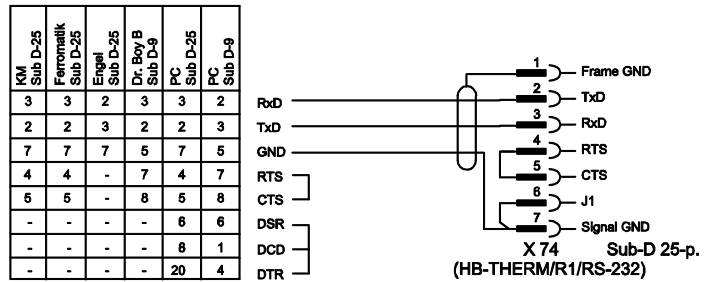 KM Sub D-25
Ferromatik Sub D-25
Engel Sub D-25
Dr. Boy B Sub D-9
PC Sub D-25
PC Sub D-9
3 3 2 3 3 2 RxD
2 2 3 2 2 3 TxD
7 7 7 5 7 5 GND
4 4 - 7 4 7 RTS
5 5 - 8 5 8 CTS
- - - - 6 6 DSR
- - - - 8 1 DCD
- - - - 20 4 DTR
1 Frame GND
2 TxD
3 RxD
4 RTS
5 CTS
6 J1
7 Signal GND
X 74 Sub-D 25-p.
(HB-THERM/R1/RS-232)